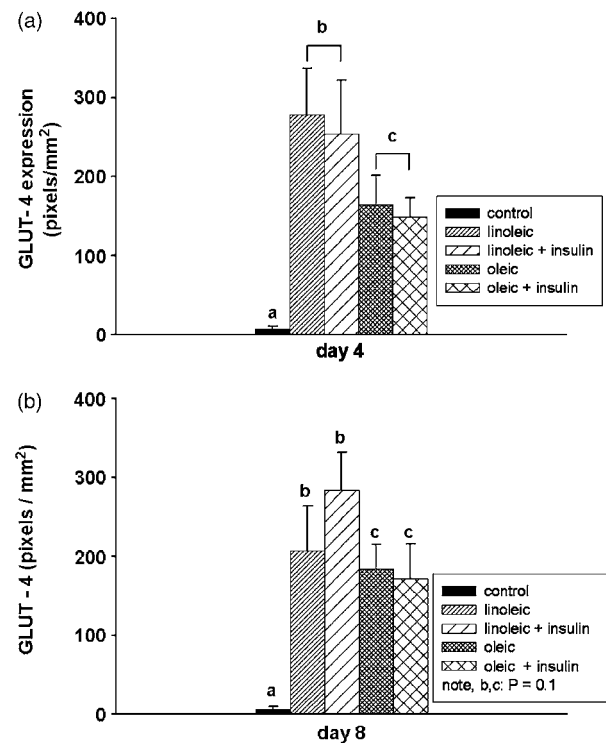 (a)
400
300
200
100
0
GLUT- 4 expression
(pixels/mm²)
a
b
c
control
linoleic
linoleic + insulin
oleic
oleic + insulin
day 4
(b)
400
300
200
100
0
GLUT - 4 (pixels / mm²)
a
b
b
c
c
control
linoleic
linoleic + insulin
oleic
oleic + insulin
note, b,c: P = 0.1
day 8